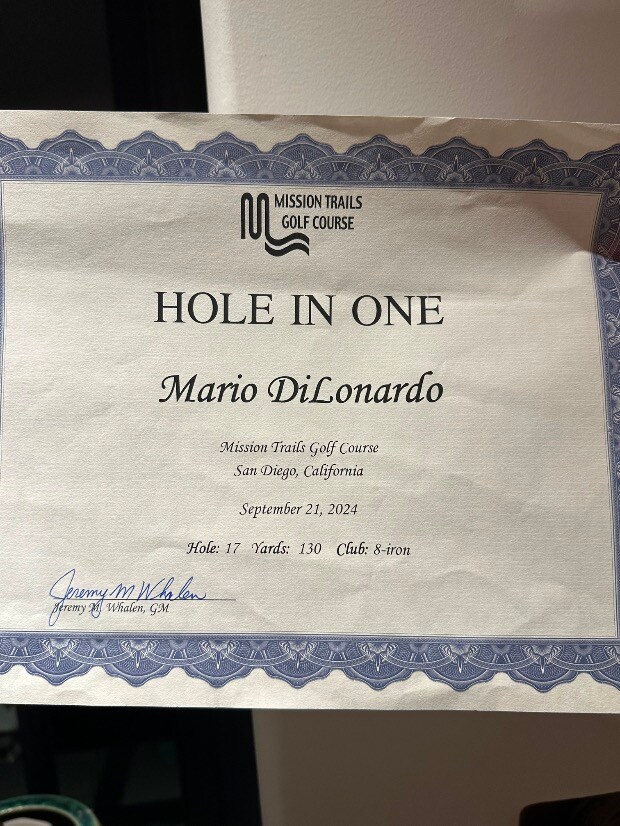 MISSION TRAILS
GOLF COURSE
HOLE IN ONE
Mario DiLonardo
Mission Trails Golf Course
San Diego, California
September 21, 2024
Hole: 17 Yards: 130 Club: 8-iron
Jeremy M Whalen
Jeremy M. Whalen, GM